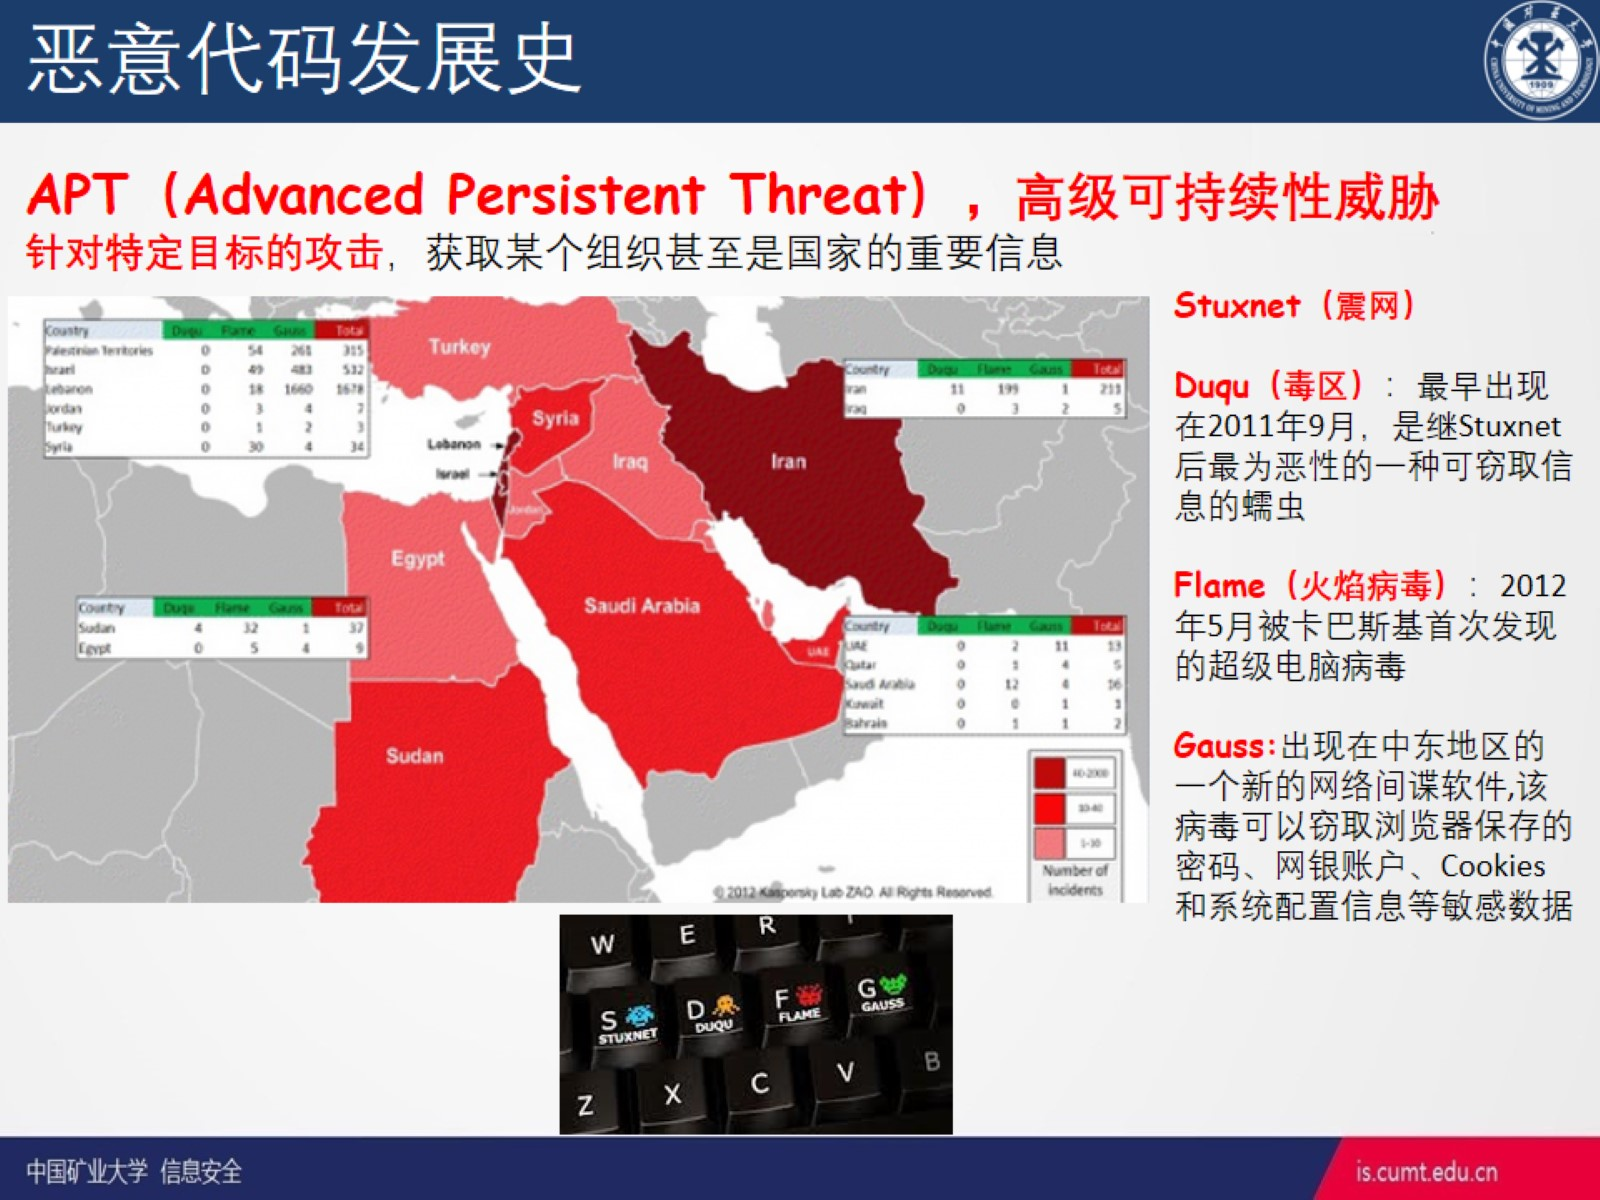 恶意代码发展史
APT（Advanced Persistent Threat），高级可持续性威胁
针对特定目标的攻击，获取某个组织甚至是国家的重要信息
Country Duqu Flame Gauss Total
Palestinian Territories 0 54 261 315
Israel 0 49 483 532
Lebanon 0 18 1660 1678
Jordan 0 3 4 7
Turkey 0 1 2 3
Syria 0 30 4 34
Country Duqu Flame Gauss Total
Iran 11 199 1 211
Iraq 0 3 2 5
Turkey
Syria
Lebanon
Israel
Iraq
Iran
Jordan
Egypt
Saudi Arabia
UAE
Sudan
Country Duqu Flame Gauss Total
Sudan 4 32 1 37
Egypt 0 5 4 9
Country Duqu Flame Gauss Total
UAE 0 2 11 13
Qatar 0 1 4 5
Saudi Arabia 0 12 4 16
Kuwait 0 0 1 1
Bahrain 0 1 1 2
40-2000
10-40
1-10
Number of
incidents
© 2012 Kaspersky Lab ZAO. All Rights Reserved.
Stuxnet（震网）
Duqu（毒区）：最早出现
在2011年9月，是继Stuxnet
后最为恶性的一种可窃取信
息的蠕虫
Flame（火焰病毒）：2012
年5月被卡巴斯基首次发现
的超级电脑病毒
Gauss:出现在中东地区的
一个新的网络间谍软件,该
病毒可以窃取浏览器保存的
密码、网银账户、Cookies
和系统配置信息等敏感数据
W E R
S D F G
STUXNET DUQU FLAME GAUSS
Z X C V B
中国矿业大学 信息安全
is.cumt.edu.cn
1909
CHINA UNIVERSITY OF MINING AND TECHNOLOGY